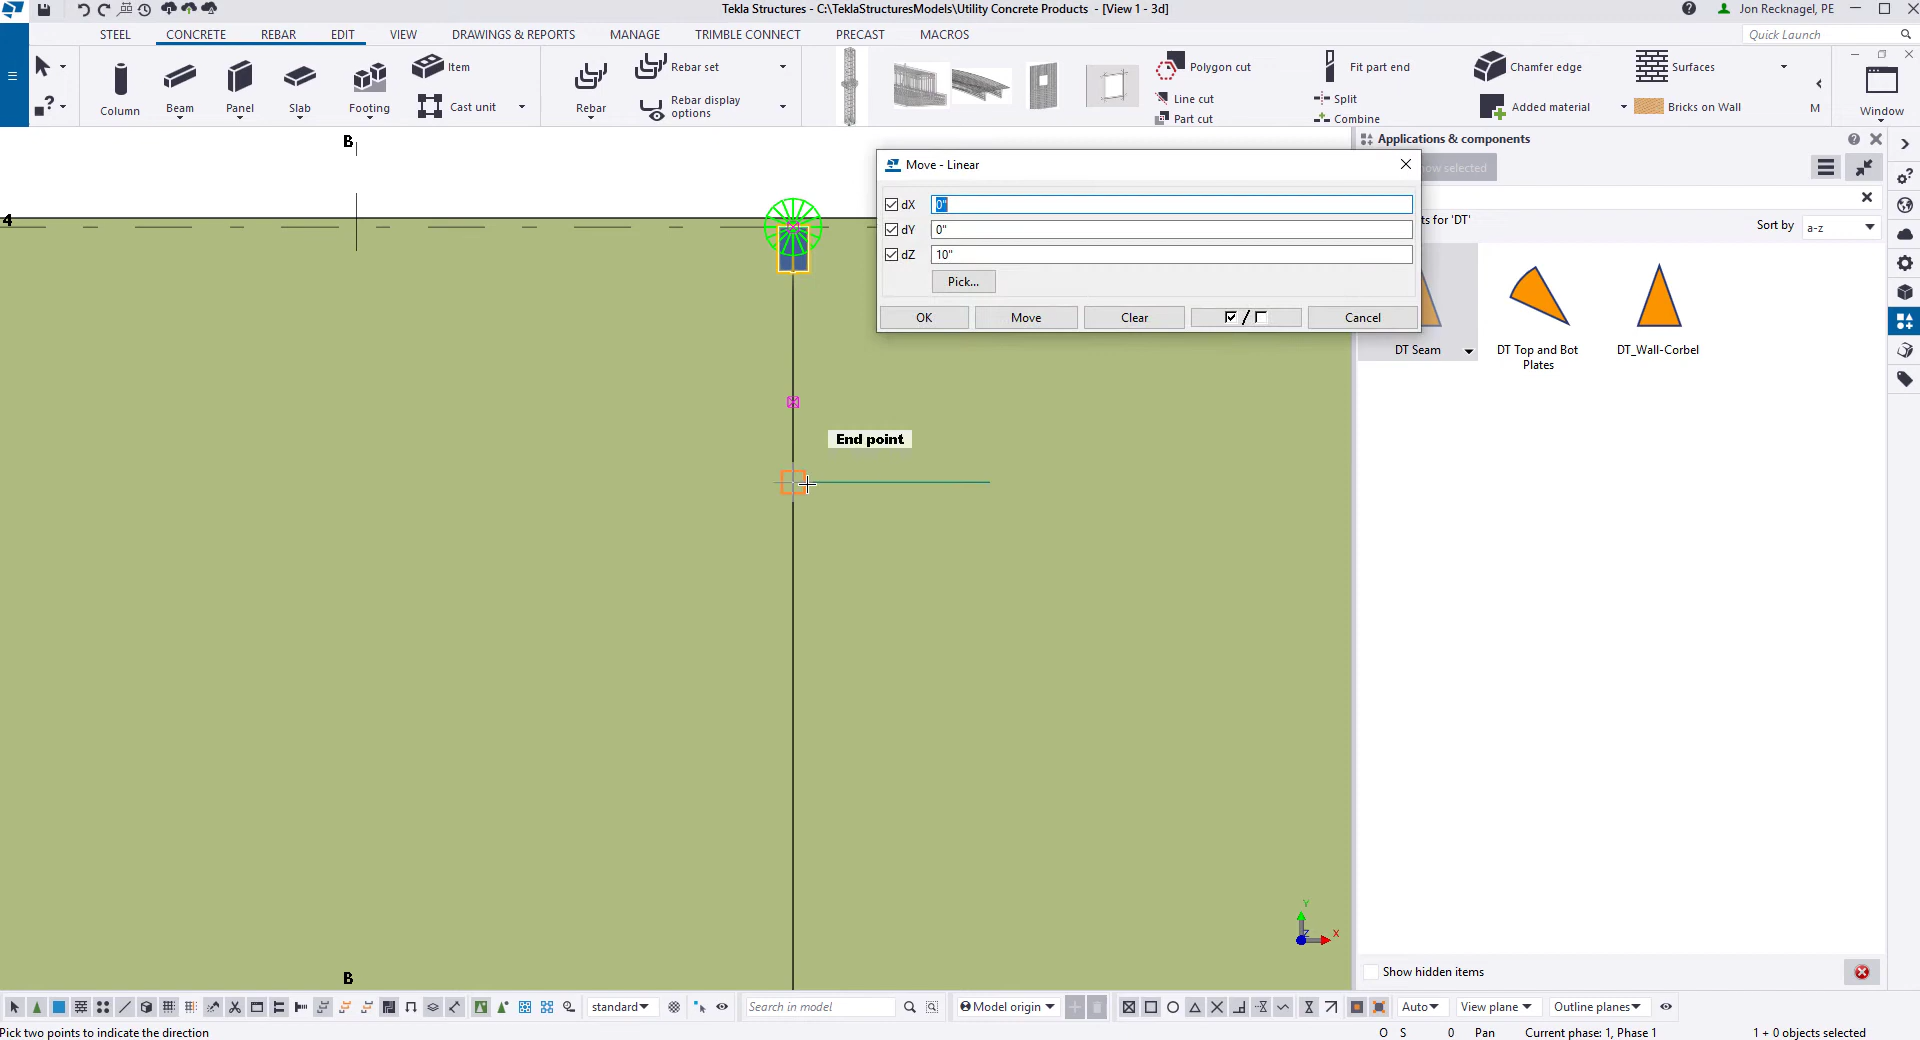 Tekla Structures - C:\TeklaStructuresModels\Utility Concrete Products - [View 1 - 3d]
Jon Recknagel, PE
STEEL CONCRETE REBAR EDIT VIEW DRAWINGS & REPORTS MANAGE TRIMBLE CONNECT PRECAST MACROS
Quick Launch
Item
Rebar set
Polygon cut
Fit part end
Chamfer edge
Surfaces
Column
Beam
Panel
Slab
Footing
Cast unit
Rebar
Rebar display
options
Line cut
Split
Part cut
Combine
Added material
Bricks on Wall
M
Window
B
Applications & components
Move - Linear
now selected
dX 0"
dY 0"
dZ 10"
Pick...
OK Move Clear / Cancel
4
ts for 'DT'
Sort by a-z
DT Seam
DT Top and Bot
Plates
DT_Wall-Corbel
End point
Y
Z
X
B
Show hidden items
standard
Search in model
Model origin
Auto
View plane
Outline planes
Pick two points to indicate the direction
O S 0 Pan Current phase: 1, Phase 1 1 + 0 objects selected